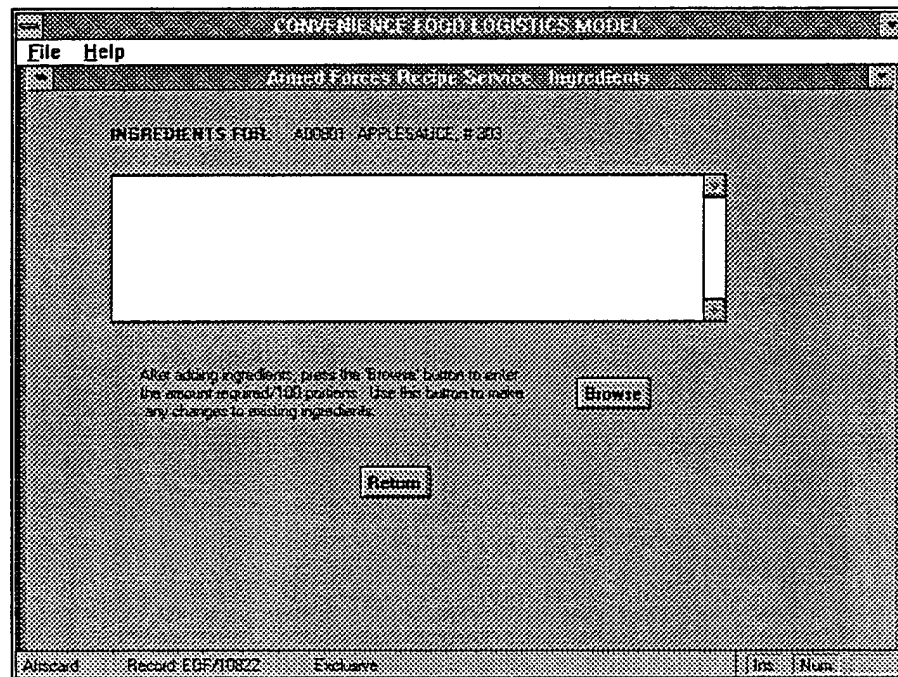 CONVENIENCE FOOD LOGISTICS MODEL
File Help
Armed Forces Recipe Service - Ingredients
INGREDIENTS FOR: A00801 APPLESAUCE, # 303
After adding ingredients, press the 'Browse' button to enter
the amount required/100 portions. Use this button to make
any changes to existing ingredients.
Browse
Return
Afiscard Record: EOF/10822 Exclusive Ins Num